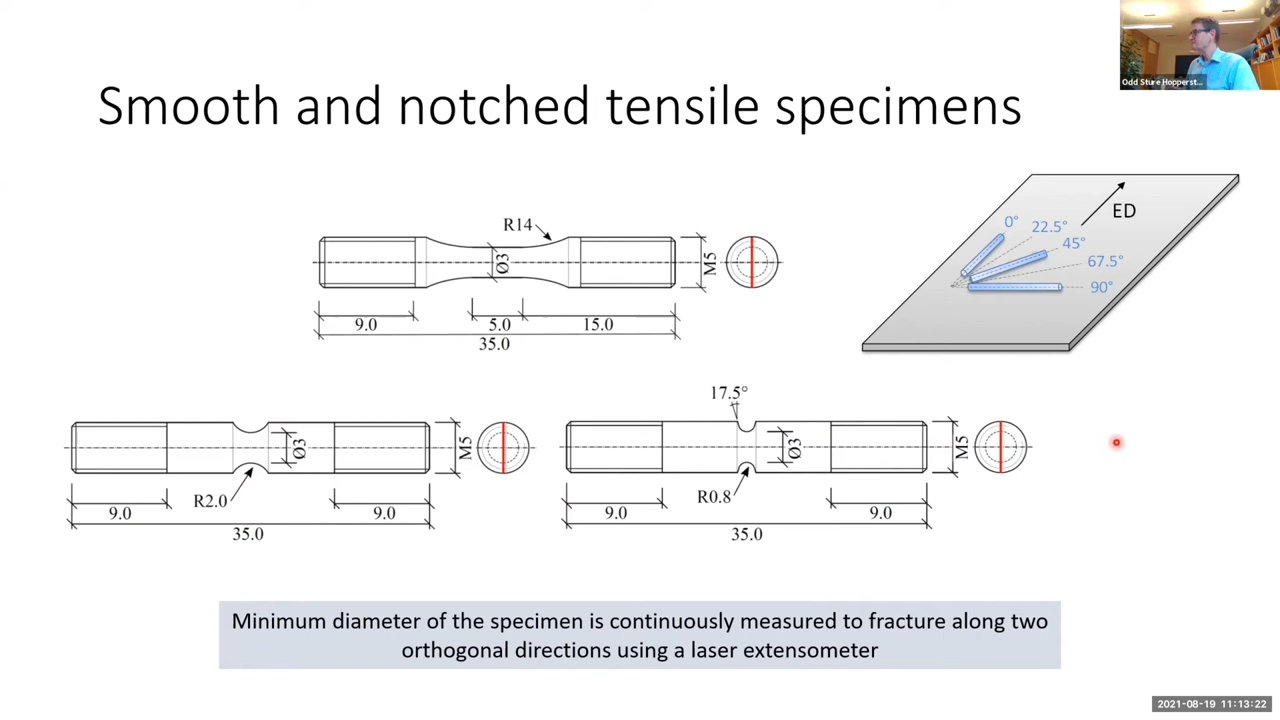 Odd Sture Hopperst...
Smooth and notched tensile specimens
R14
Ø3
M5
9.0
5.0
15.0
35.0
ED
0°
22.5°
45°
67.5°
90°
Ø3
M5
R2.0
9.0
9.0
35.0
17.5°
Ø3
M5
R0.8
9.0
9.0
35.0
Minimum diameter of the specimen is continuously measured to fracture along two
orthogonal directions using a laser extensometer
2021-08-19 11:13:22